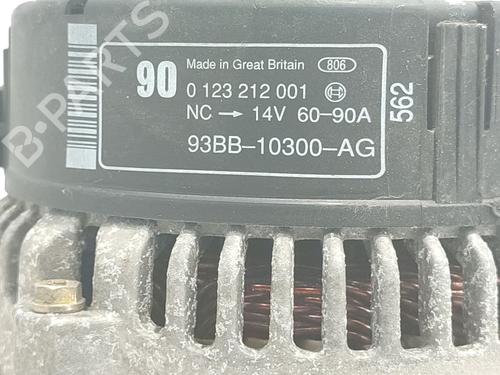 90 Made in Great Britain 806
0 123 212 001
NC → 14V 60-90A
93BB-10300-AG
562
B-PARTS